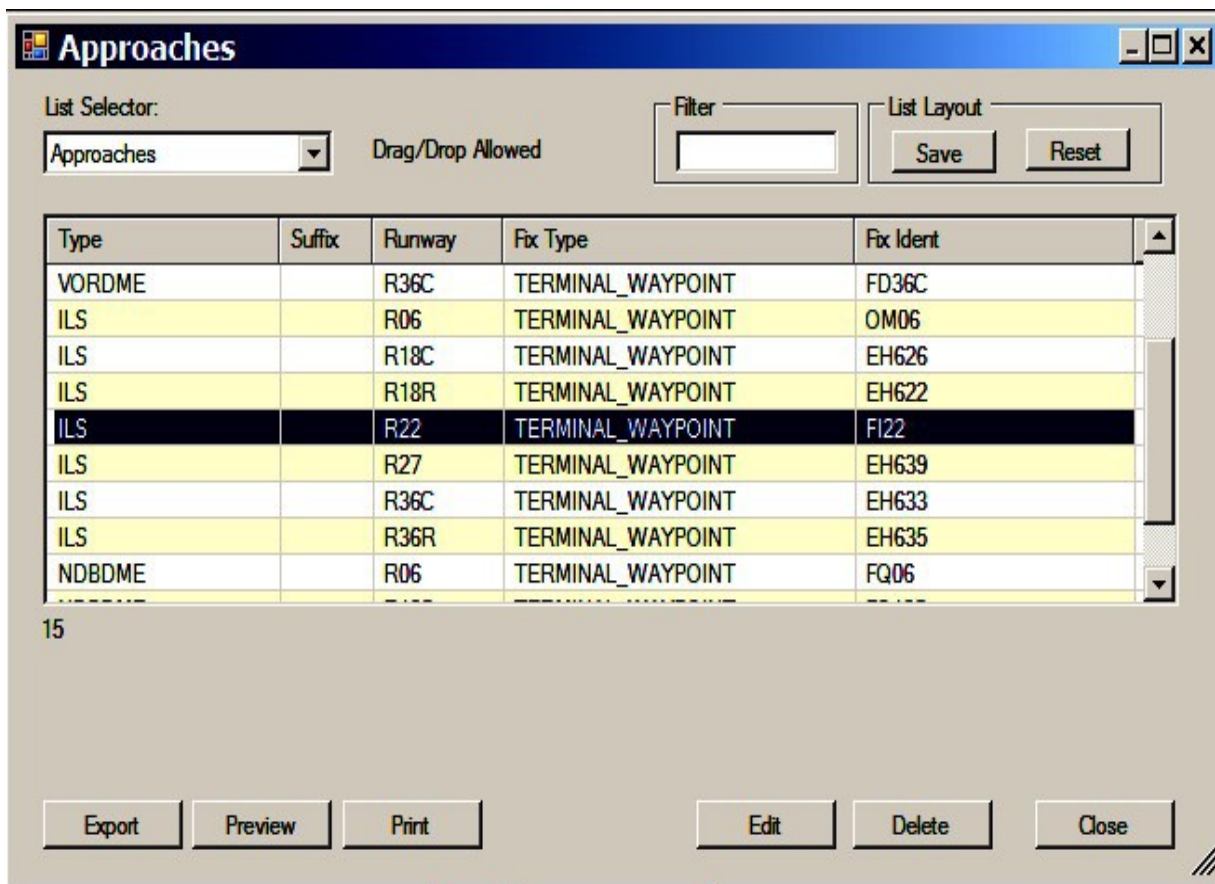 Approaches
List Selector: Filter List Layout
Approaches Drag/Drop Allowed Save Reset
Type Suffix Runway Fix Type Fix Ident
VORDME R36C TERMINAL_WAYPOINT FD36C
ILS R06 TERMINAL_WAYPOINT OM06
ILS R18C TERMINAL_WAYPOINT EH626
ILS R18R TERMINAL_WAYPOINT EH622
ILS R22 TERMINAL_WAYPOINT FI22
ILS R27 TERMINAL_WAYPOINT EH639
ILS R36C TERMINAL_WAYPOINT EH633
ILS R36R TERMINAL_WAYPOINT EH635
NDBDME R06 TERMINAL_WAYPOINT FQ06
15
Export Preview Print Edit Delete Close